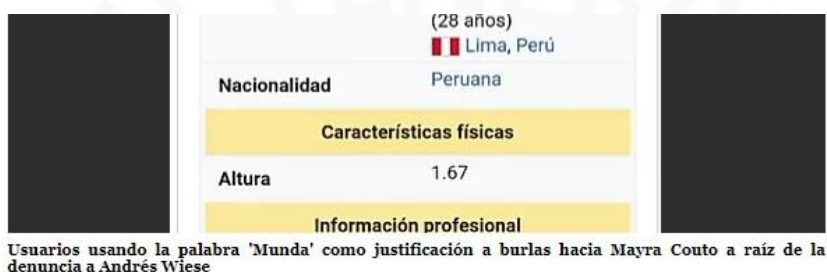 (28 años)
Lima, Perú
Nacionalidad Peruana
Características físicas
Altura 1.67
Información profesional
Usuarios usando la palabra 'Munda' como justificación a burlas hacia Mayra Couto a raíz de la
denuncia a Andrés Wiese